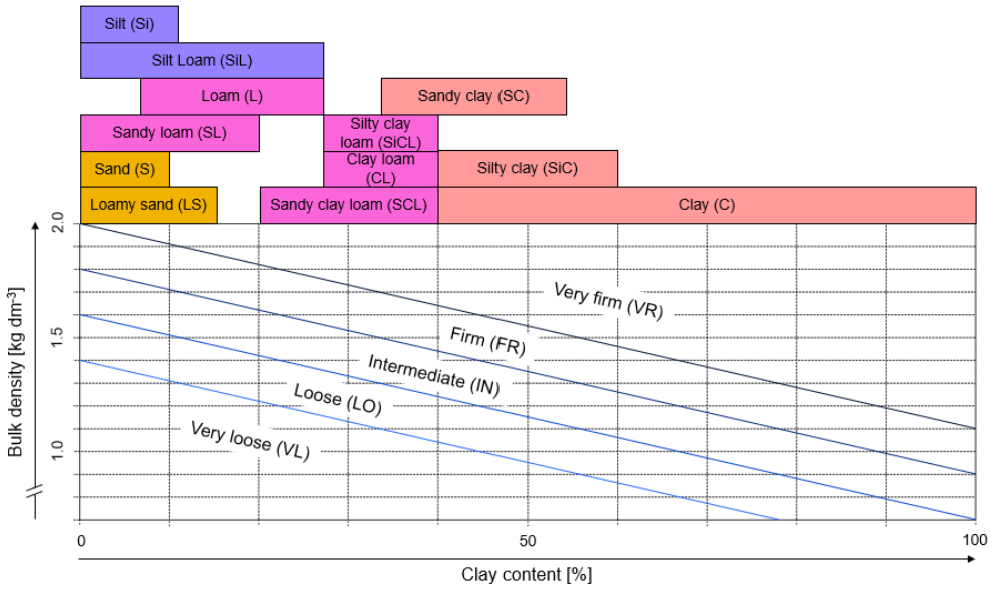 Silt (Si)
Silt Loam (SiL)
Loam (L)
Sandy clay (SC)
Sandy loam (SL)
Silty clay
loam (SiCL)
Sand (S)
Clay loam
(CL)
Silty clay (SiC)
Loamy sand (LS)
Sandy clay loam (SCL)
Clay (C)
2.0
1.5
1.0
Bulk density [kg dm-³]
Very firm (VR)
Firm (FR)
Intermediate (IN)
Loose (LO)
Very loose (VL)
0
50
100
Clay content [%]